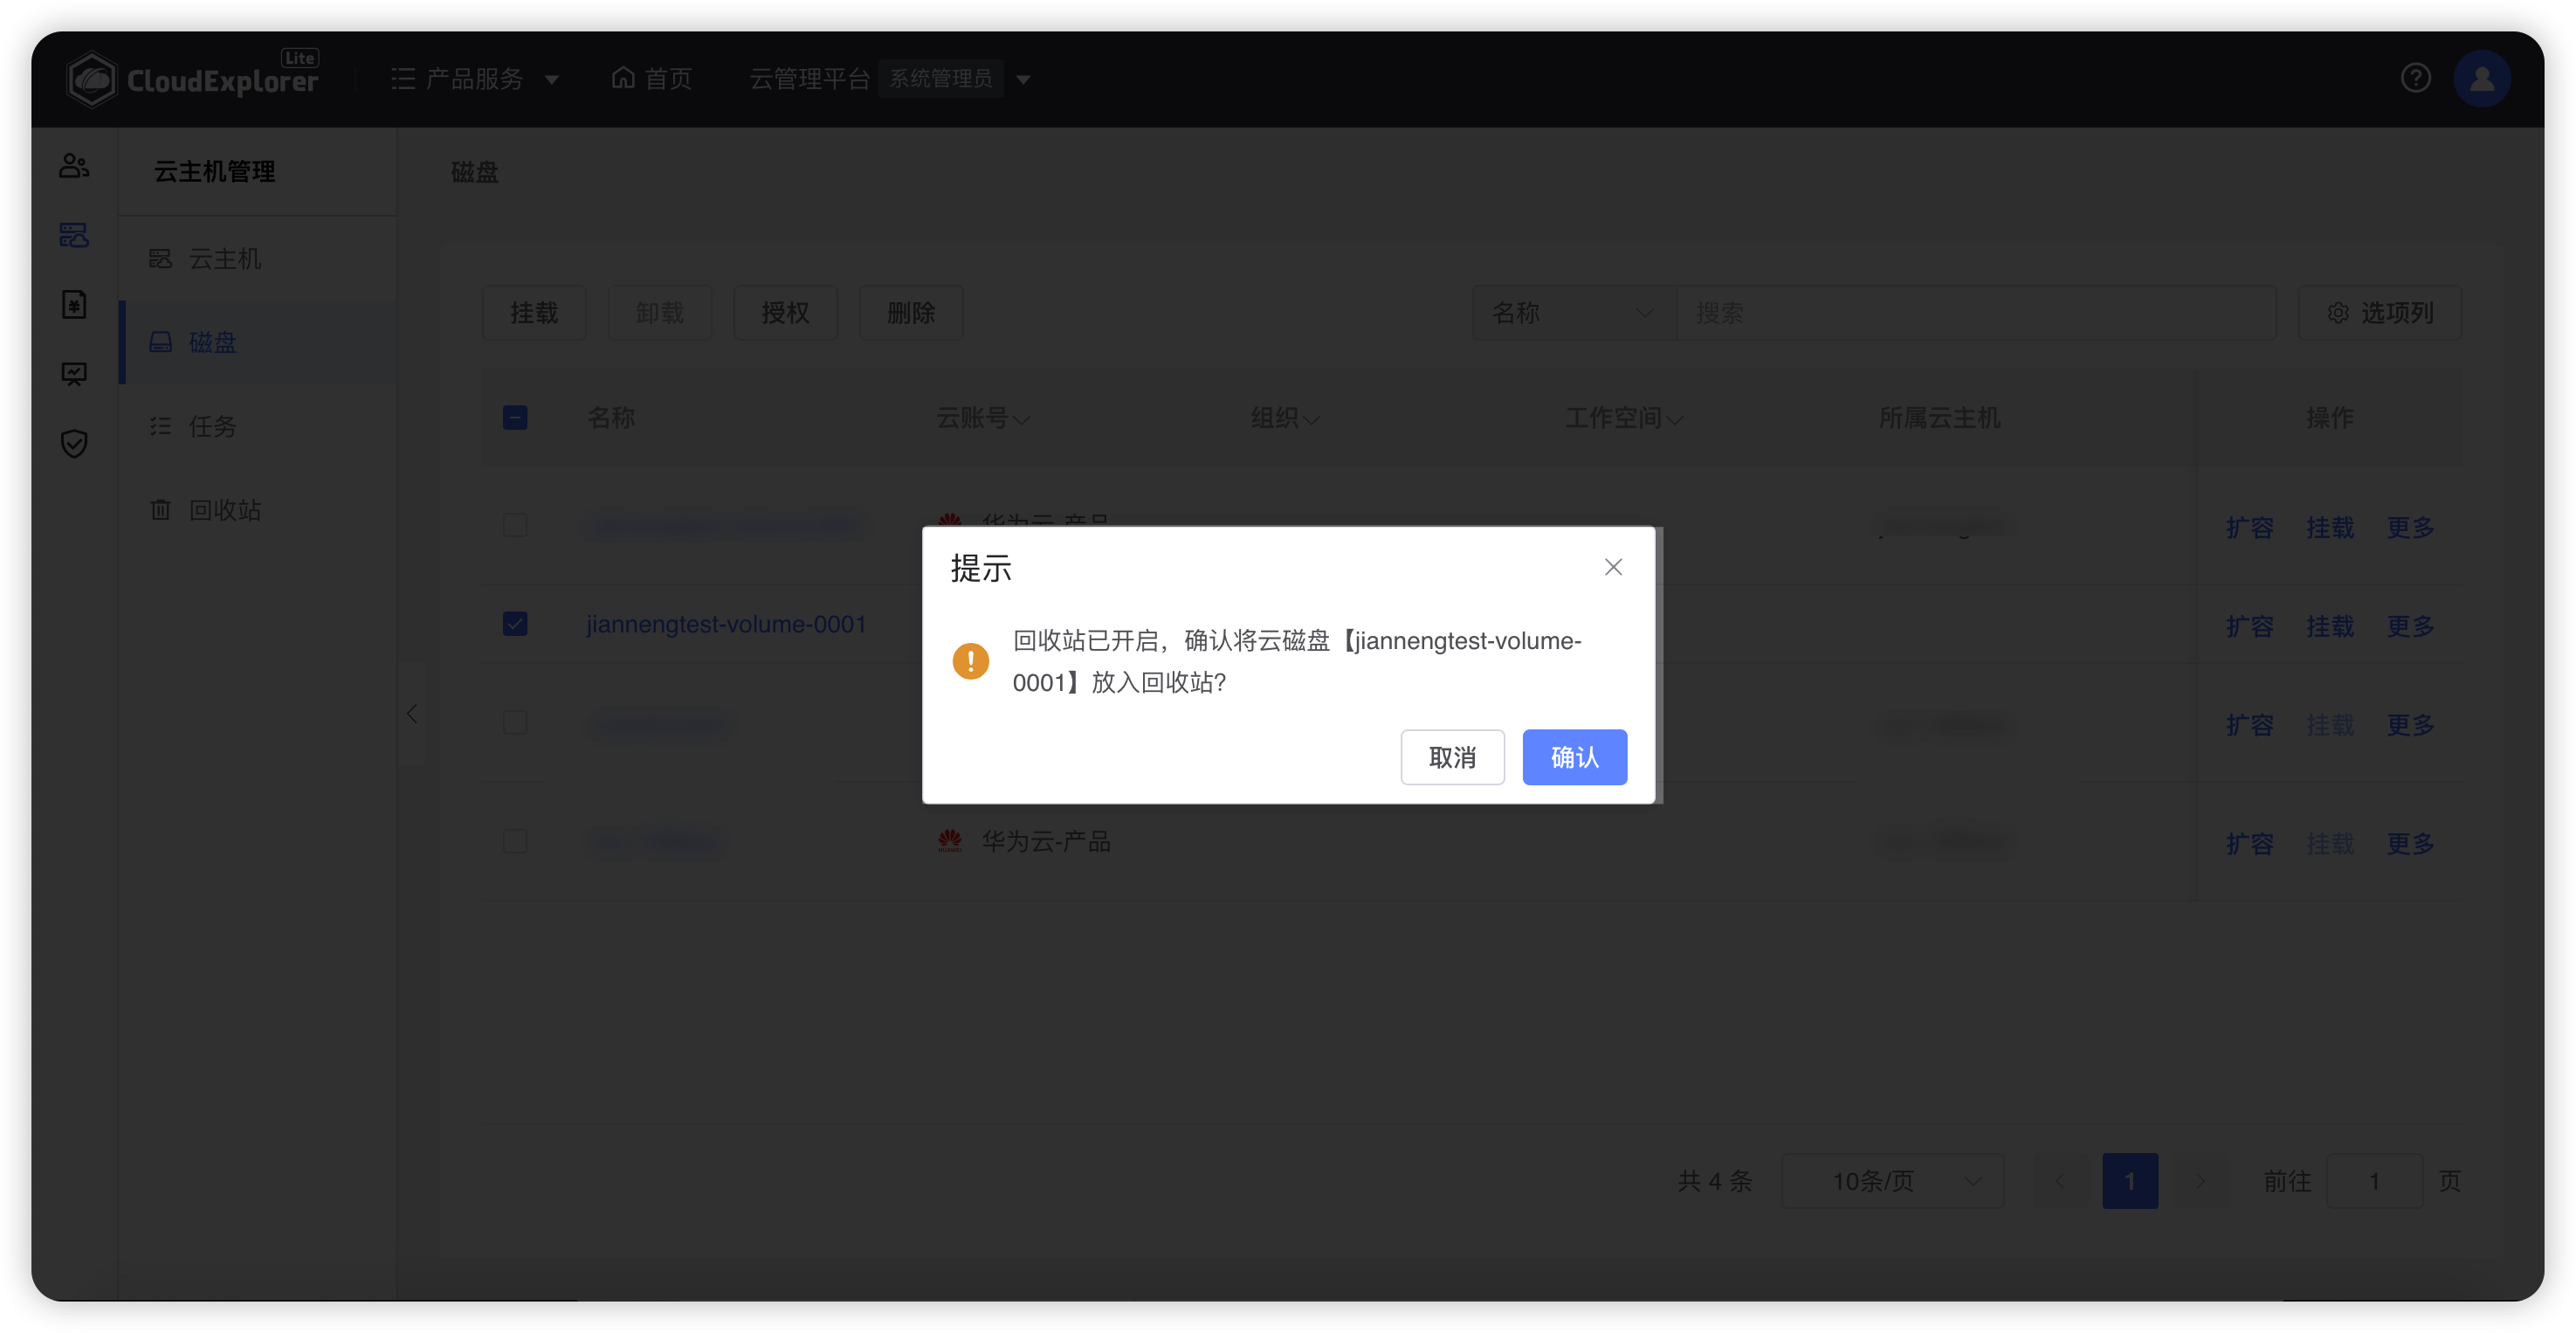 CloudExplorer Lite
产品服务
首页
云管理平台 系统管理员
云主机管理
云主机
磁盘
任务
回收站
磁盘
挂载 卸载 授权 删除
名称 搜索 选项列
名称 云账号 组织 工作空间 所属云主机 操作
华为云-产品
扩容 挂载 更多
jiannengtest-volume-0001
扩容 挂载 更多
扩容 挂载 更多
HUAWEI 华为云-产品
扩容 挂载 更多
提示
回收站已开启，确认将云磁盘【jiannengtest-volume-
0001】放入回收站?
取消 确认
共 4 条 10条/页 1 前往 1 页